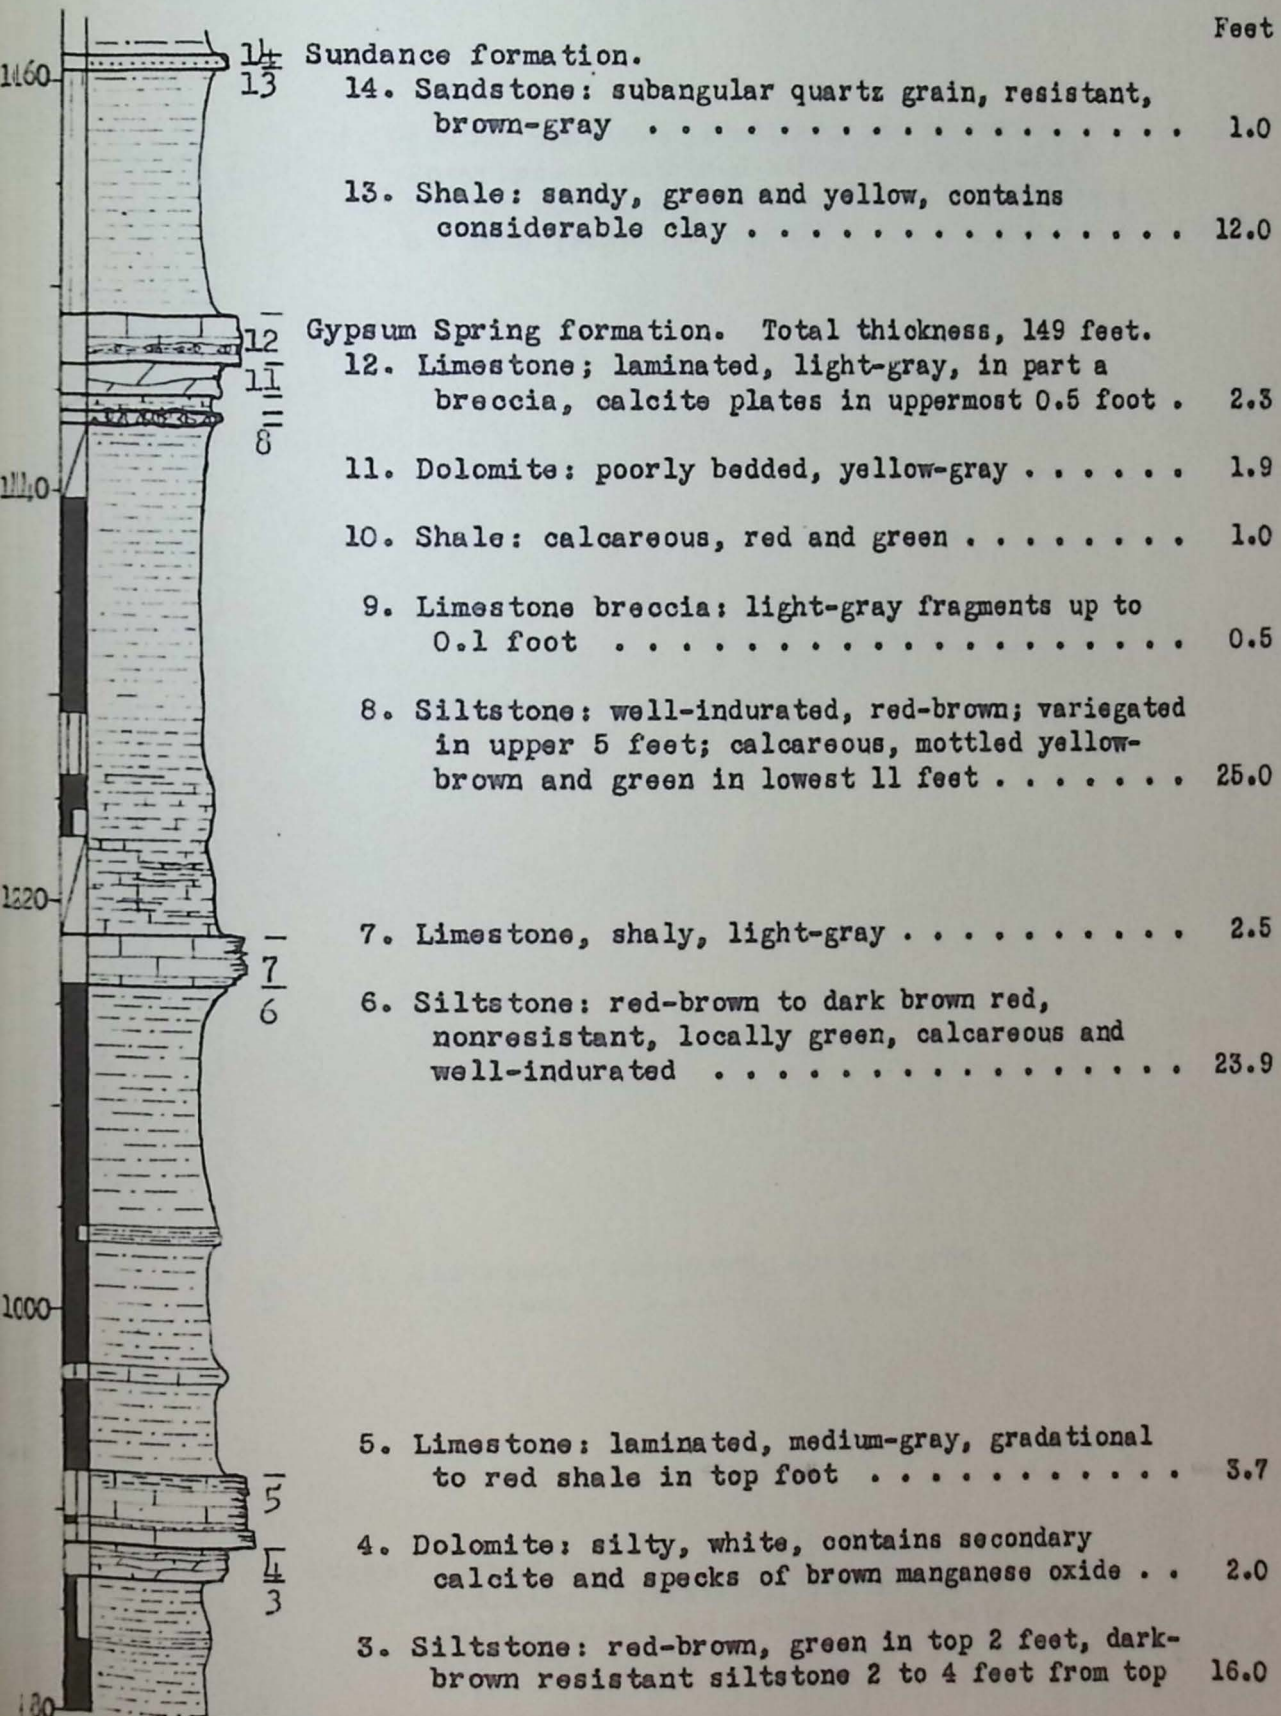 Feet
Sundance formation.
14. Sandstone: subangular quartz grain, resistant,
brown-gray . . . . . . . . . . . . . . . . . . 1.0
13. Shale: sandy, green and yellow, contains
considerable clay . . . . . . . . . . . . . . . 12.0
Gypsum Spring formation. Total thickness, 149 feet.
12. Limestone; laminated, light-gray, in part a
breccia, calcite plates in uppermost 0.5 foot . 2.3
11. Dolomite: poorly bedded, yellow-gray . . . . . . 1.9
10. Shale: calcareous, red and green . . . . . . . . 1.0
9. Limestone breccia: light-gray fragments up to
0.1 foot . . . . . . . . . . . . . . . . . . . 0.5
8. Siltstone: well-indurated, red-brown; variegated
in upper 5 feet; calcareous, mottled yellow-
brown and green in lowest 11 feet . . . . . . . 25.0
7. Limestone, shaly, light-gray . . . . . . . . . . 2.5
6. Siltstone: red-brown to dark brown red,
nonresistant, locally green, calcareous and
well-indurated . . . . . . . . . . . . . . . . 23.9
5. Limestone: laminated, medium-gray, gradational
to red shale in top foot . . . . . . . . . . . 3.7
4. Dolomite: silty, white, contains secondary
calcite and specks of brown manganese oxide . . 2.0
3. Siltstone: red-brown, green in top 2 feet, dark-
brown resistant siltstone 2 to 4 feet from top 16.0
14
13
12
11
8
7
6
5
4
3